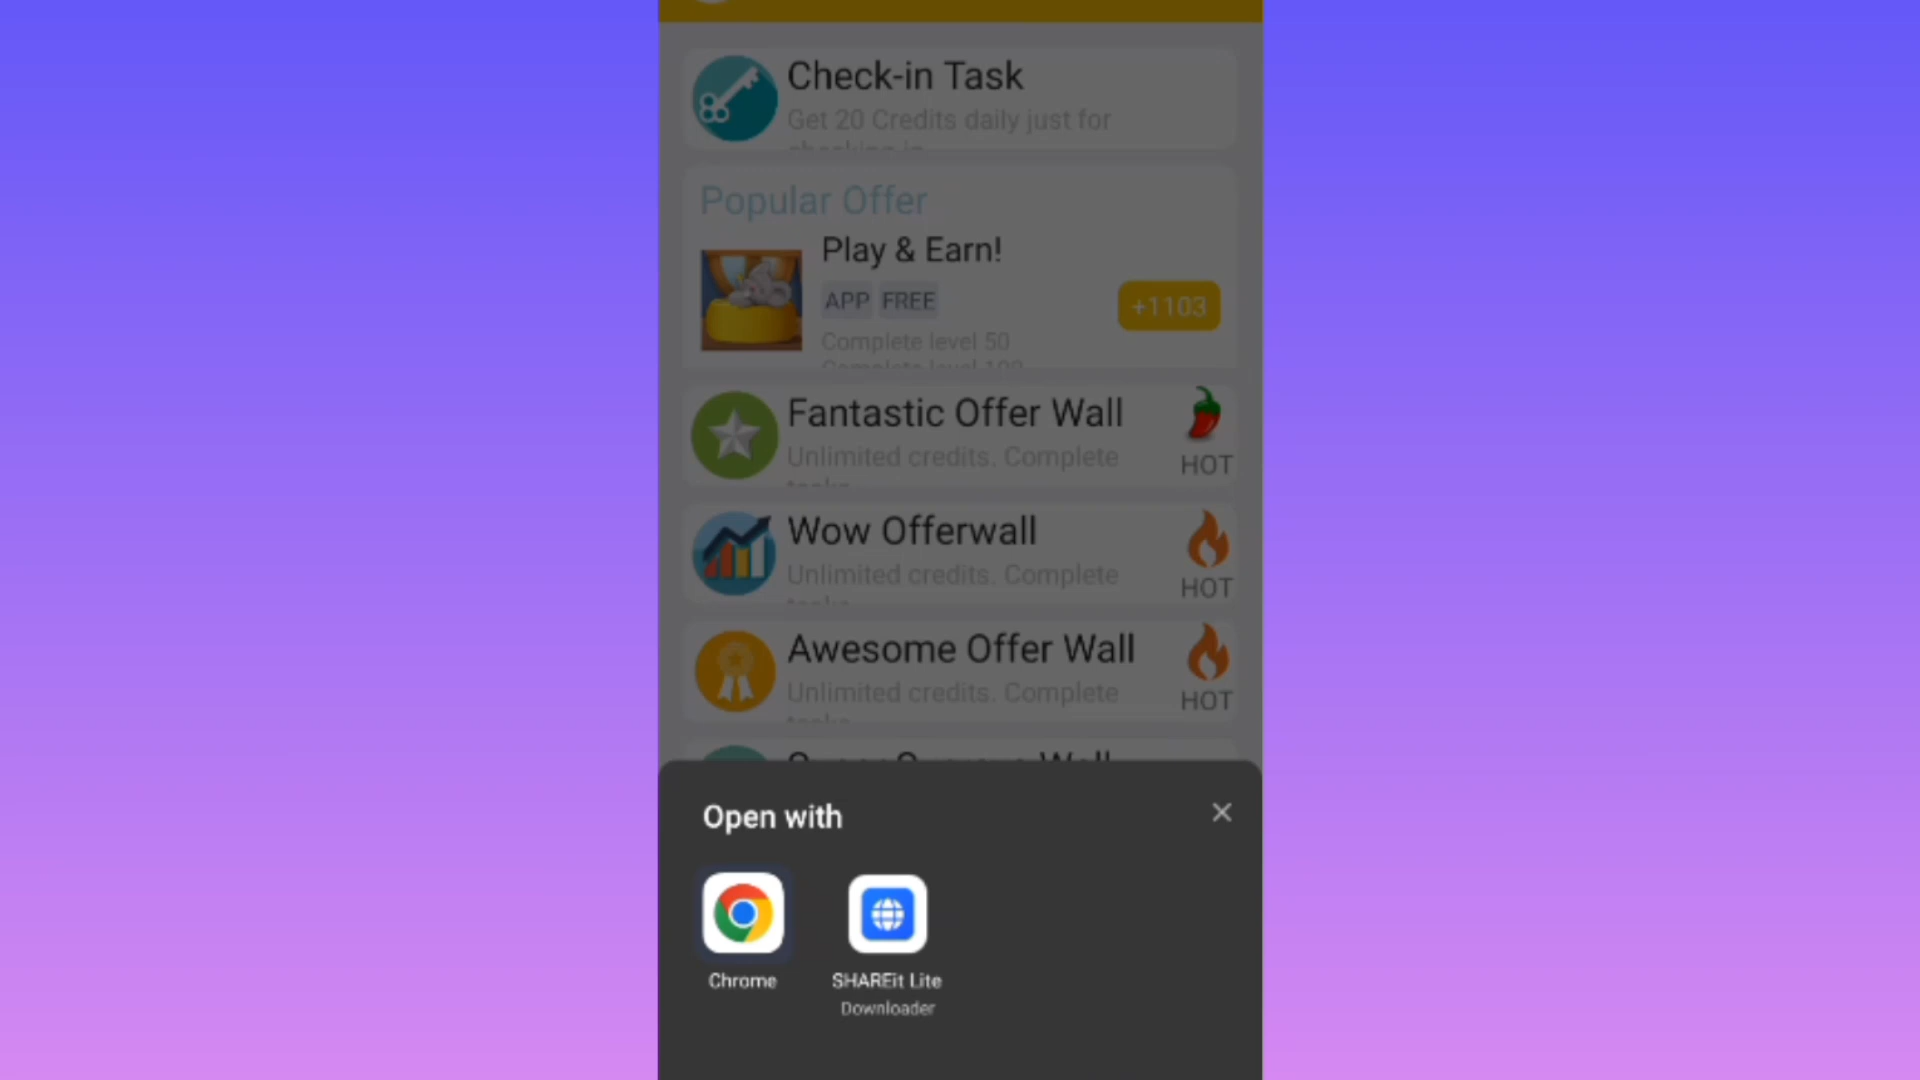 Check-in Task
Get 20 Credits daily just for
checking in
Popular Offer
Play & Earn!
APP FREE
+1103
Complete level 50
Complete level 100
Fantastic Offer Wall
Unlimited credits. Complete
tasks
HOT
Wow Offerwall
Unlimited credits. Complete
tasks
HOT
Awesome Offer Wall
Unlimited credits. Complete
tasks
HOT
Wall
Open with
Chrome
SHAREit Lite
Downloader